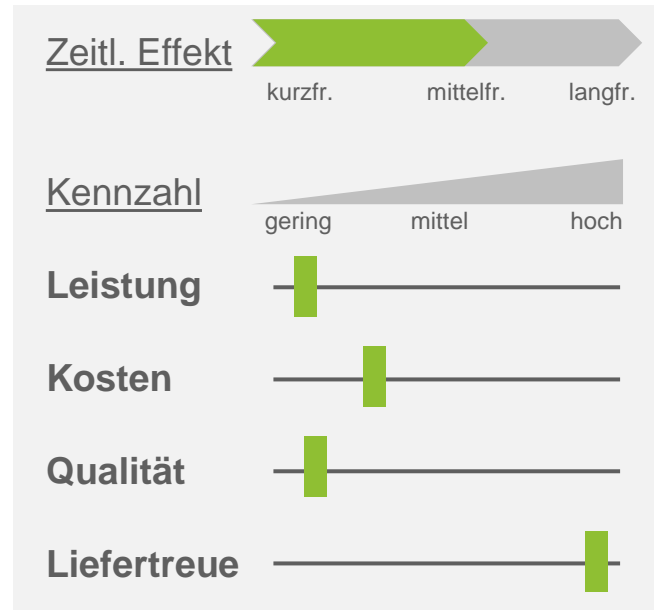 Zeitl. Effekt
kurzfr. mittelfr. langfr.
Kennzahl
gering mittel hoch
Leistung
Kosten
Qualität
Liefertreue